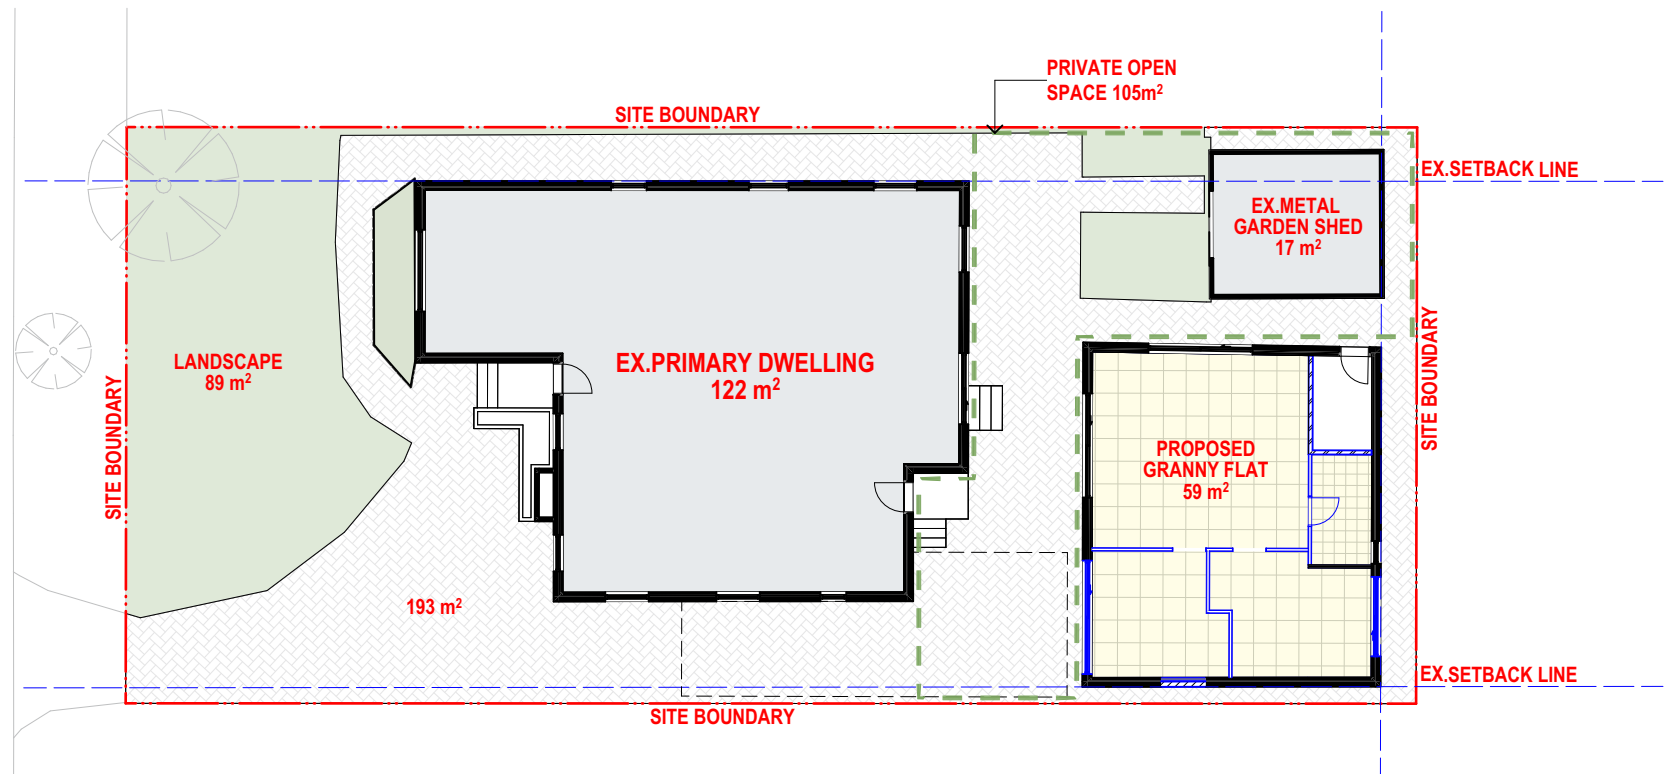 PRIVATE OPEN
SPACE 105m²
SITE BOUNDARY
EX.SETBACK LINE
EX.METAL
GARDEN SHED
17 m²
LANDSCAPE
89 m²
EX.PRIMARY DWELLING
122 m²
SITE BOUNDARY
SITE BOUNDARY
PROPOSED
GRANNY FLAT
59 m²
193 m²
EX.SETBACK LINE
SITE BOUNDARY